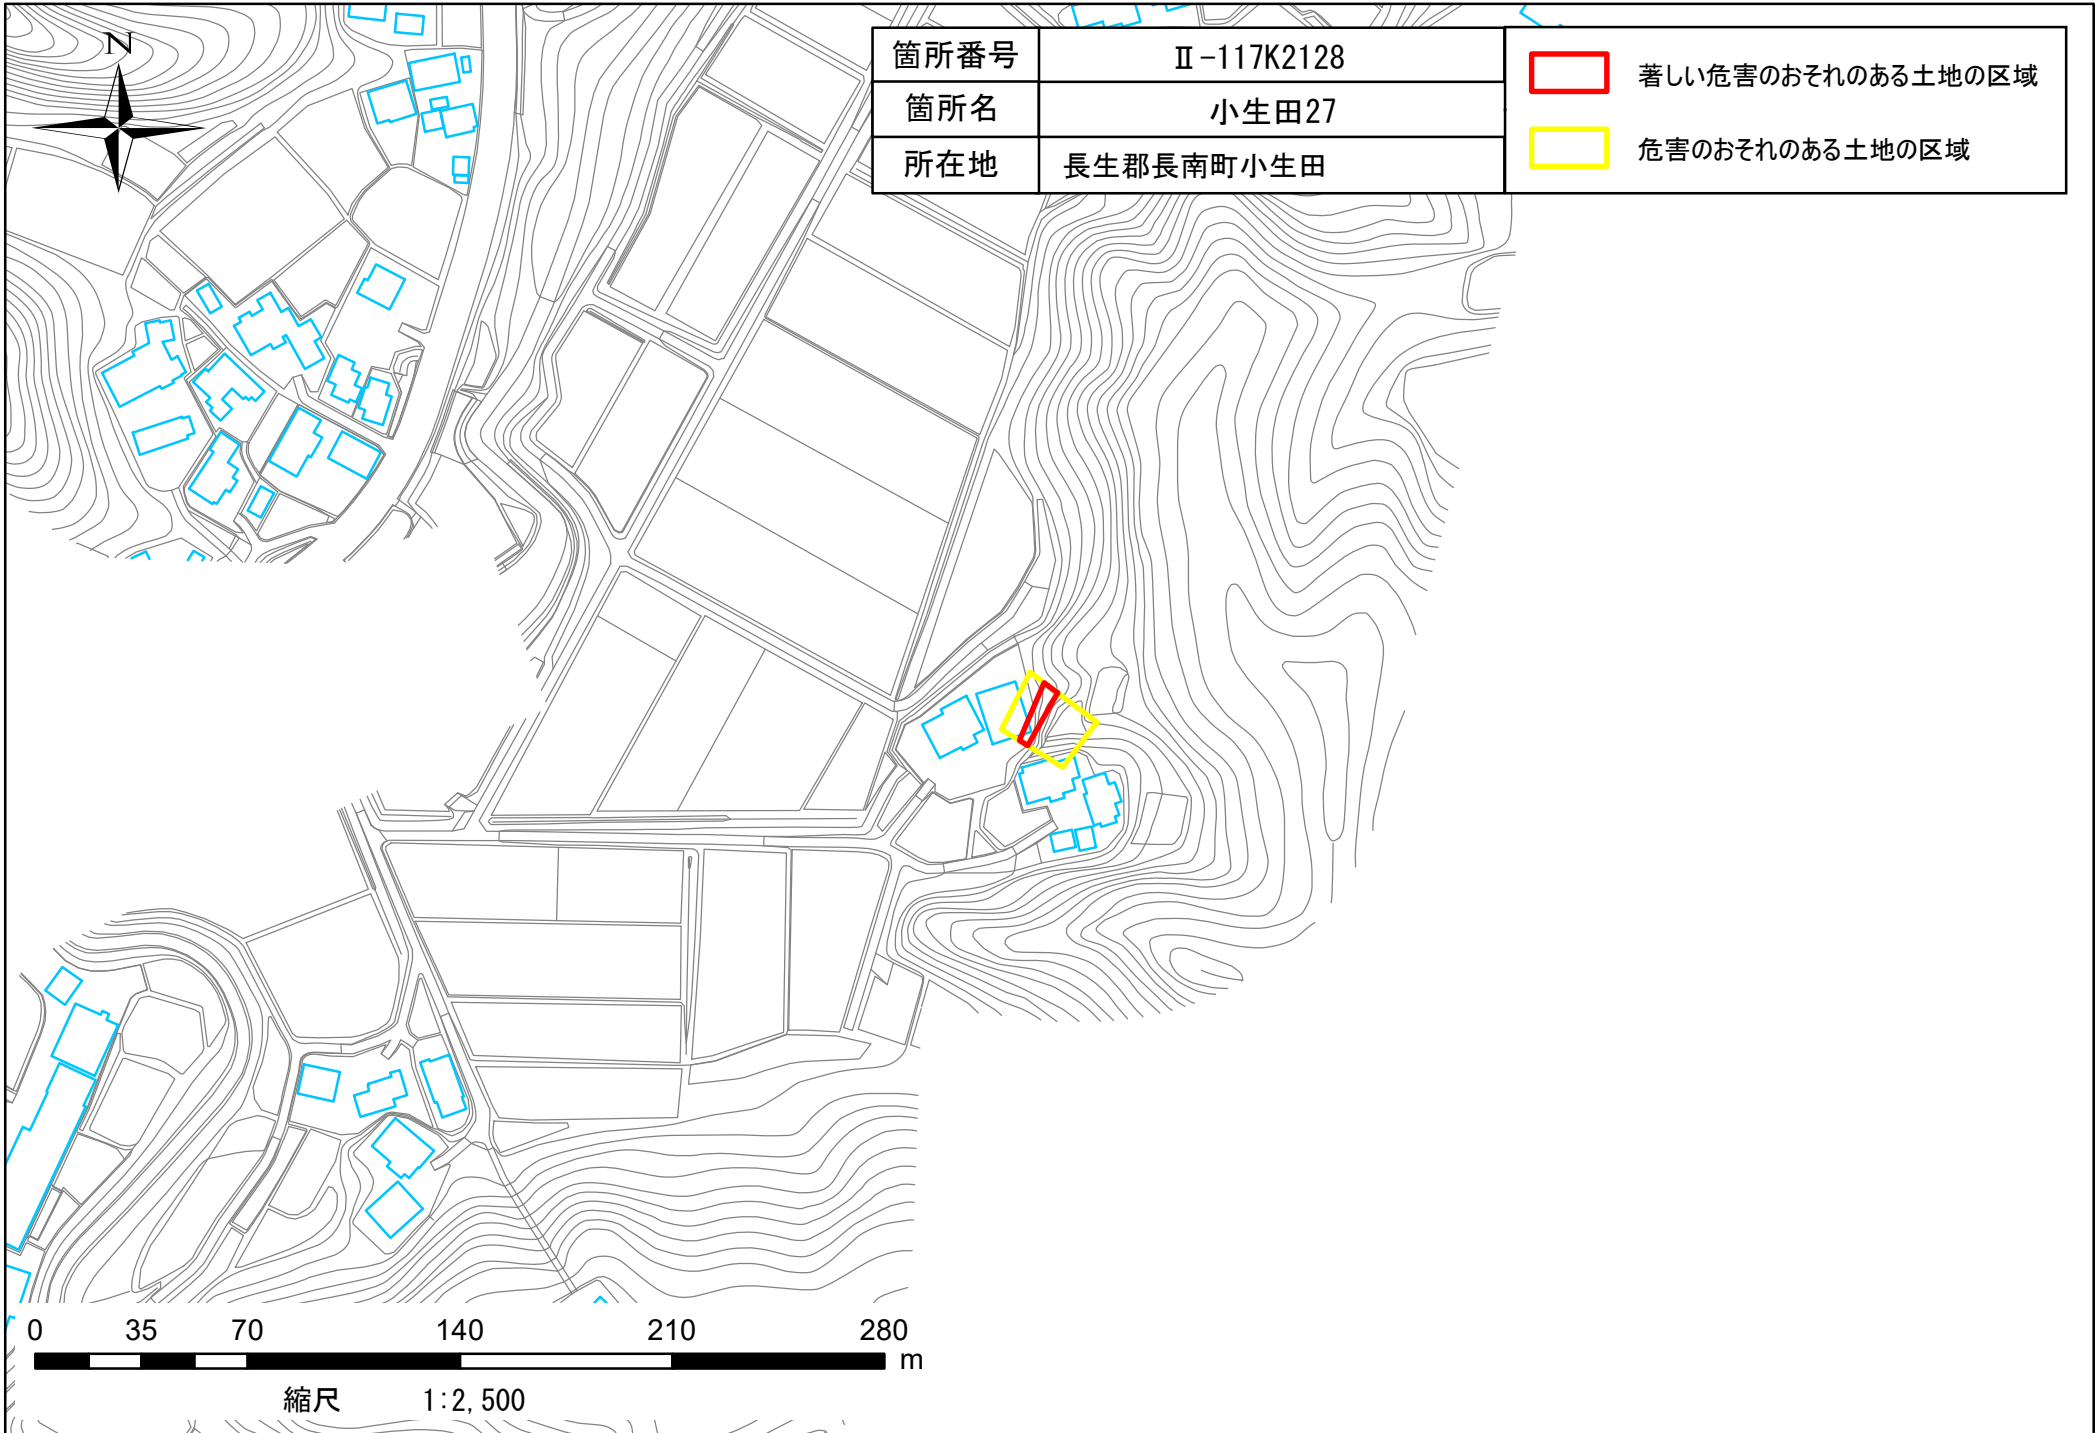 N
箇所番号 Ⅱ-117K2128
箇所名 小生田27
所在地 長生郡長南町小生田
著しい危害のおそれのある土地の区域
危害のおそれのある土地の区域
0 35 70 140 210 280
m
縮尺 1:2,500